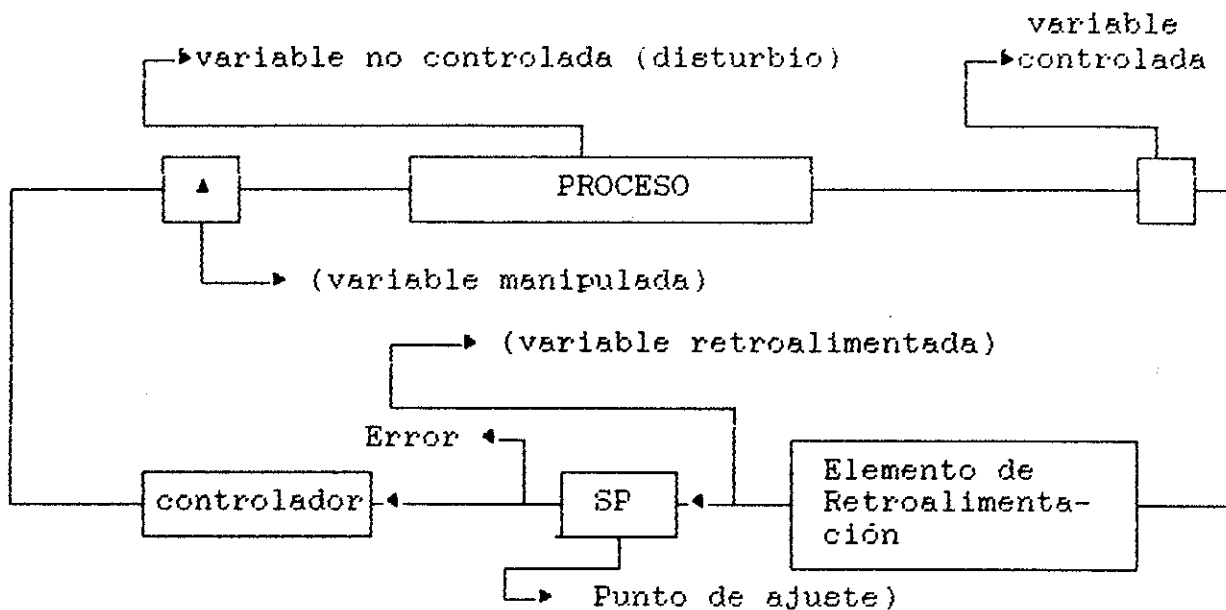 variable
controlada
variable no controlada (disturbio)
PROCESO
(variable manipulada)
(variable retroalimentada)
Error
controlador
SP
Elemento de
Retroalimenta-
ción
Punto de ajuste)